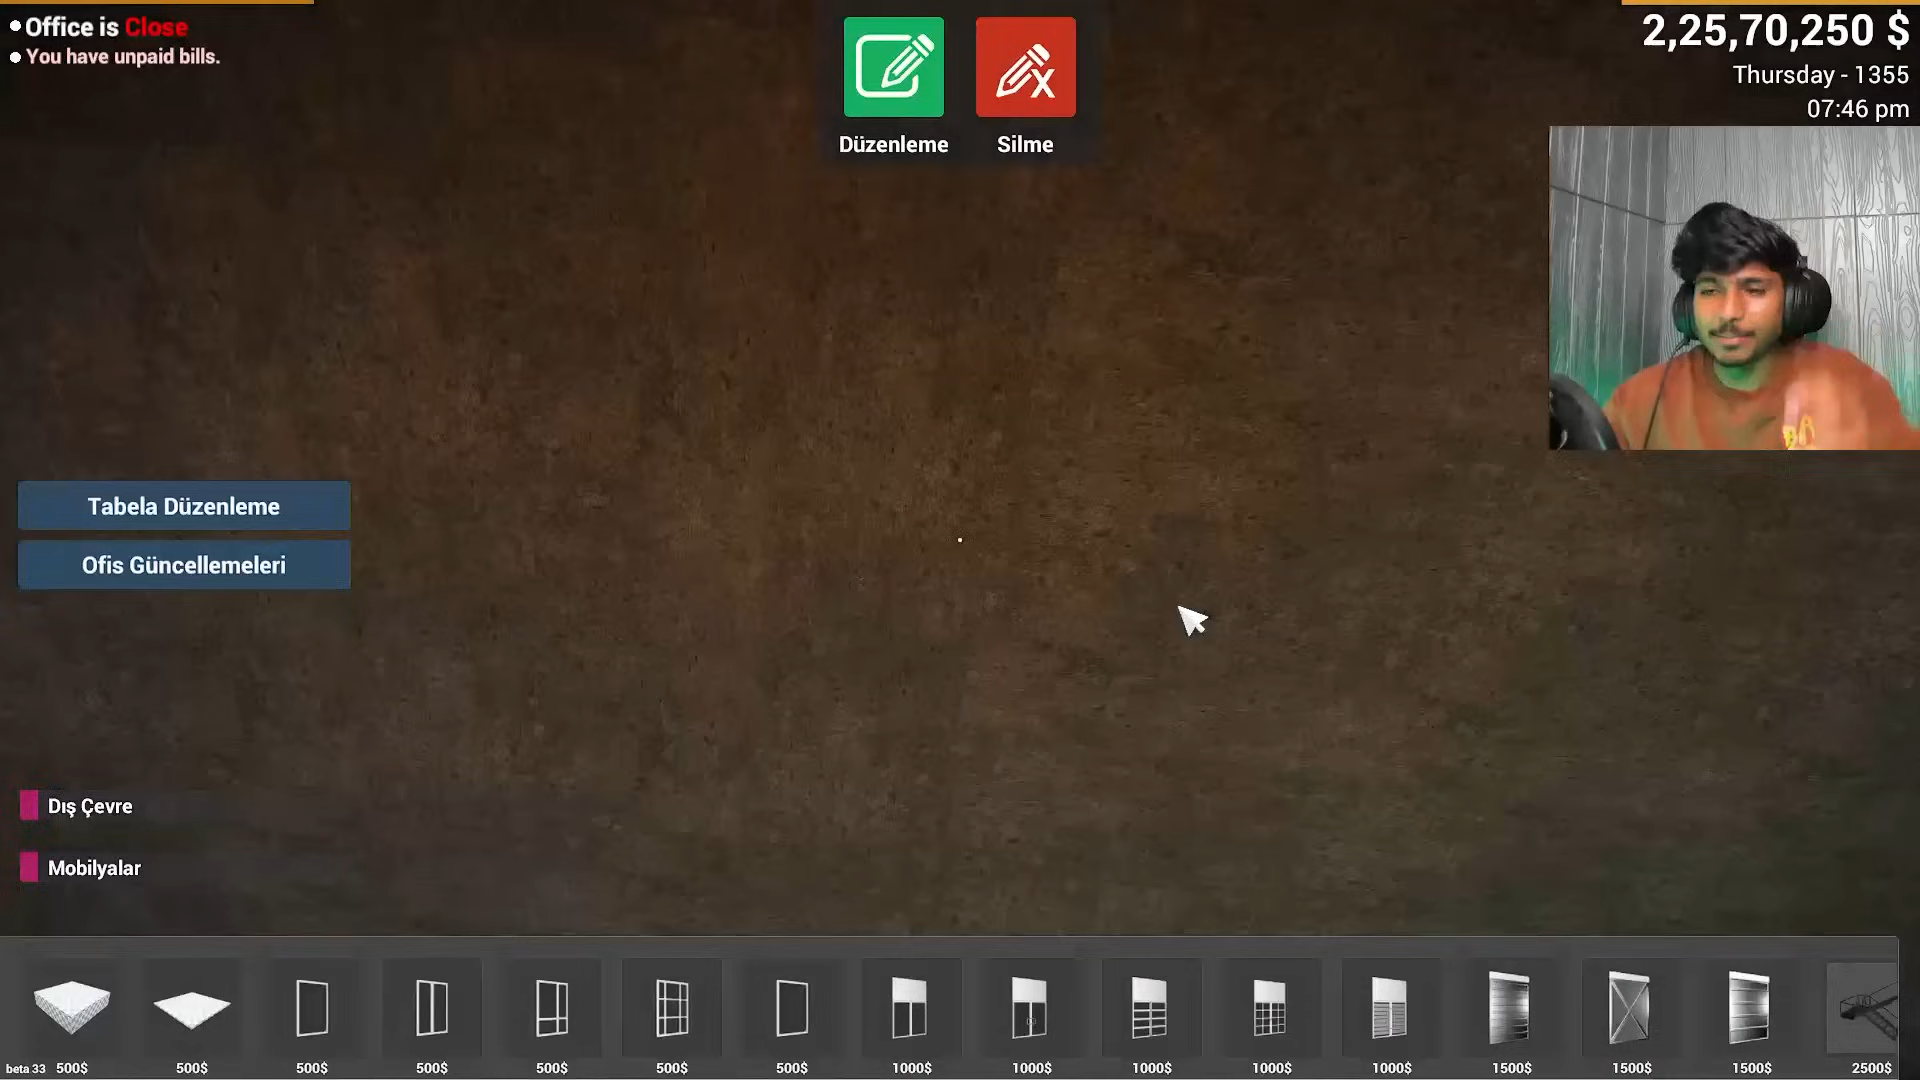 Office is Close
You have unpaid bills.
Düzenleme
Silme
2,25,70,250 $
Thursday - 1355
07:46 pm
Tabela Düzenleme
Ofis Güncellemeleri
Dış Çevre
Mobilyalar
beta 33 500$ 500$ 500$ 500$ 500$ 500$ 500$ 1000$ 1000$ 1000$ 1000$ 1000$ 1500$ 1500$ 1500$ 2500$